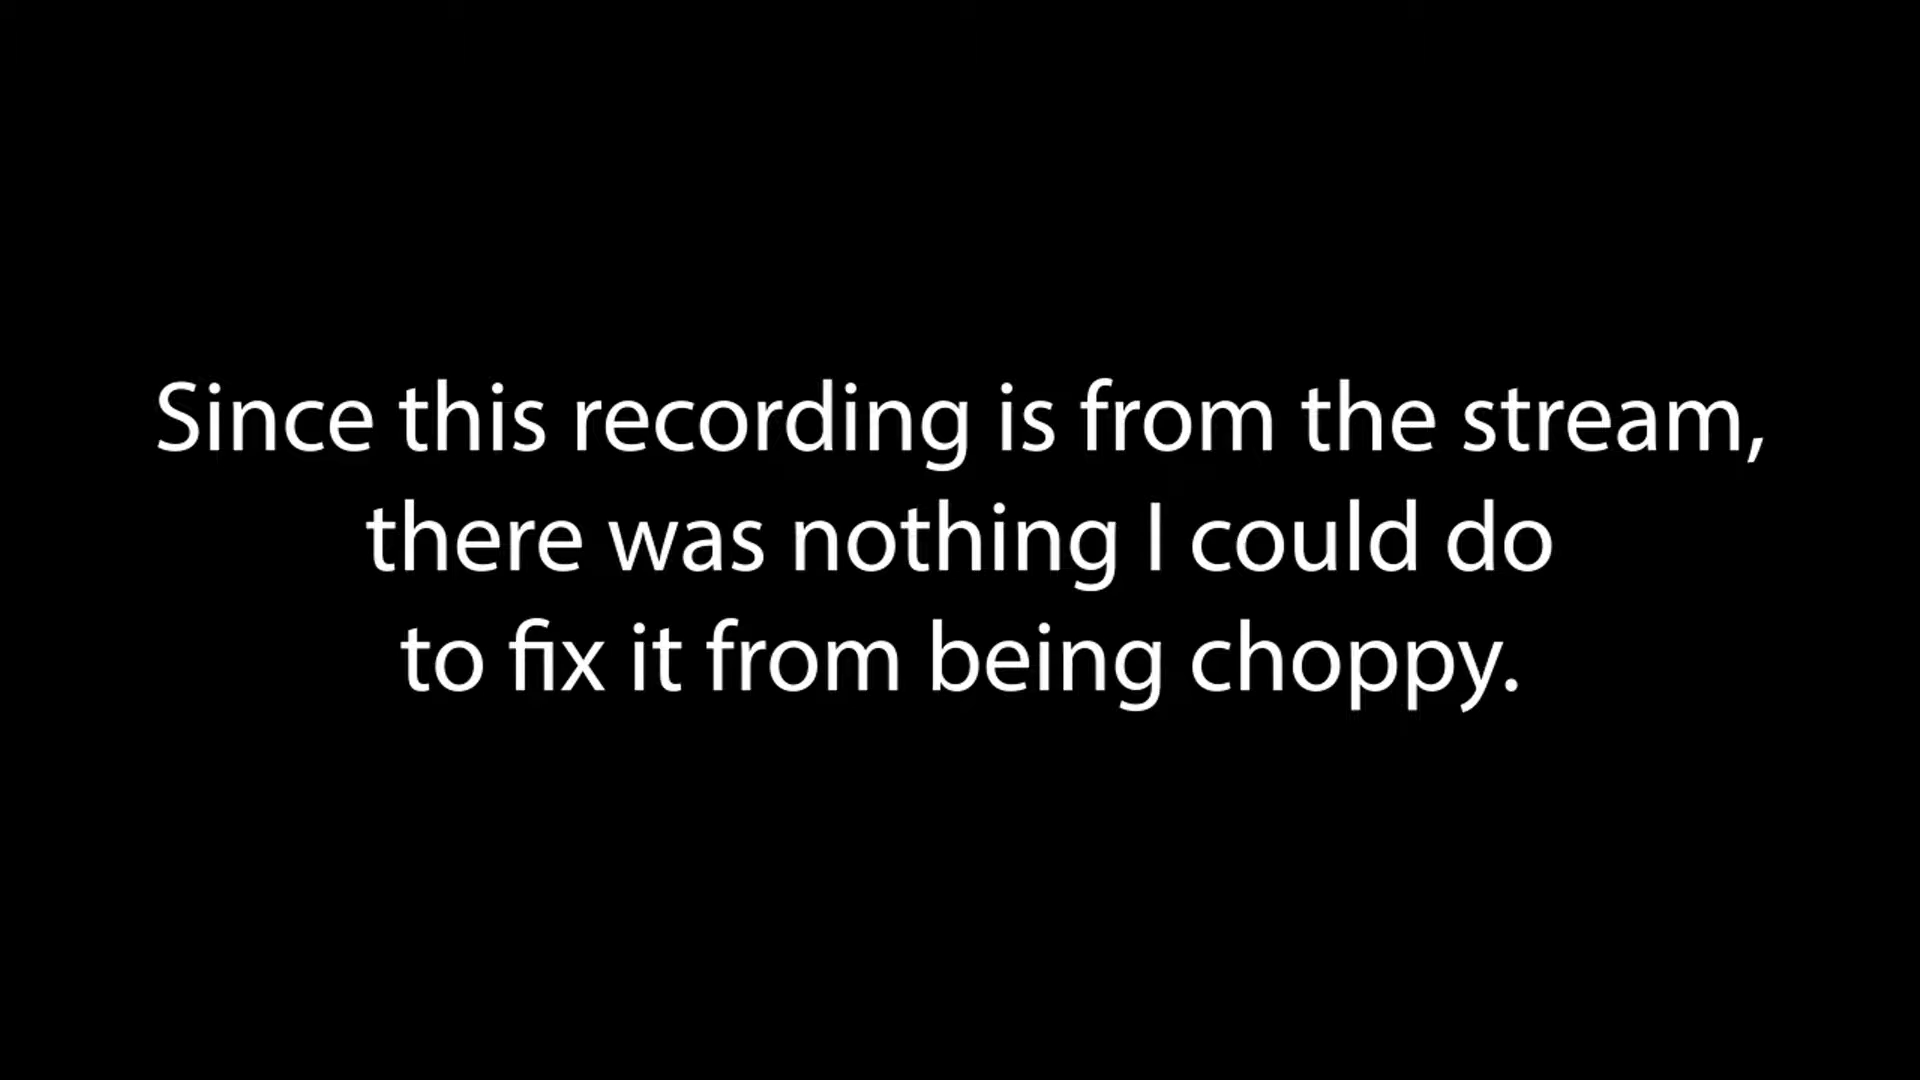 Since this recording is from the stream,
there was nothing I could do
to fix it from being choppy.